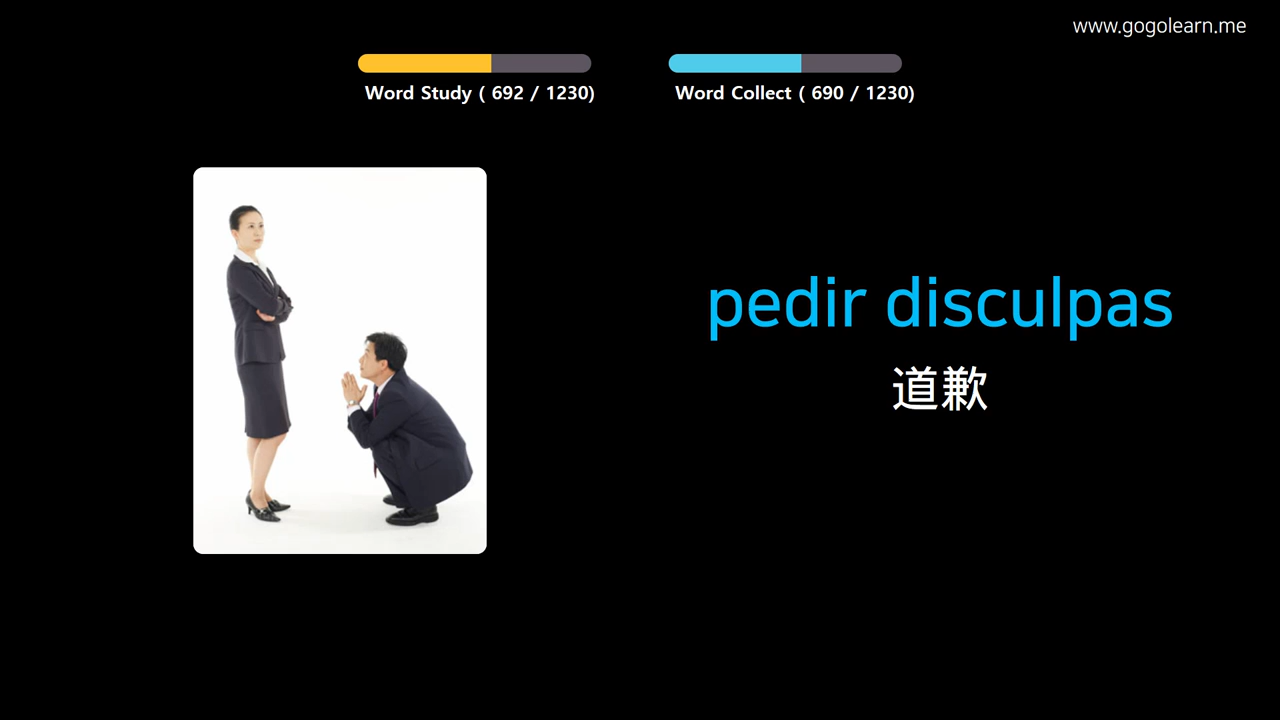 www.gogolearn.me
Word Study ( 692 / 1230)
Word Collect ( 690 / 1230)
pedir disculpas
道歉